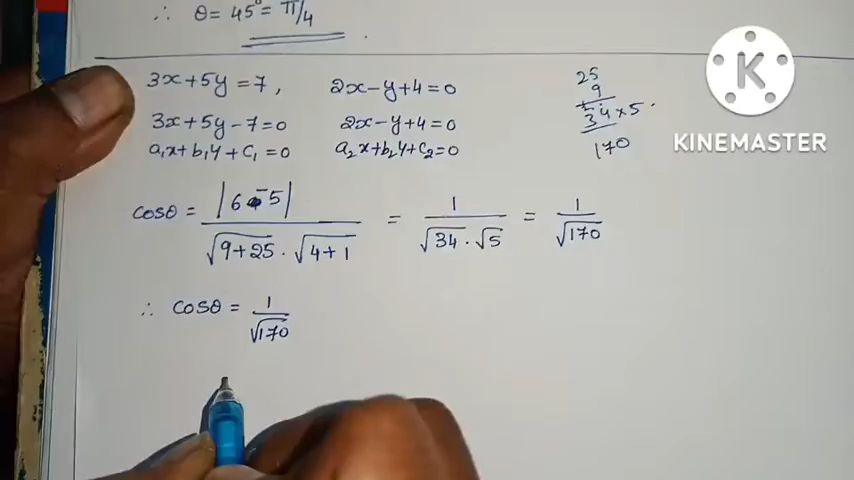 ∴ θ = 45° = π/4
3x+5y=7, 2x-y+4=0
3x+5y-7=0 2x-y+4=0
a₁x+b₁y+c₁=0 a₂x+b₂y+c₂=0
25
9
34×5.
170
K
KINEMASTER
cosθ = |6-5| / √9+25 . √4+1 = 1/√34 . √5 = 1/√170
∴ cosθ = 1/√170